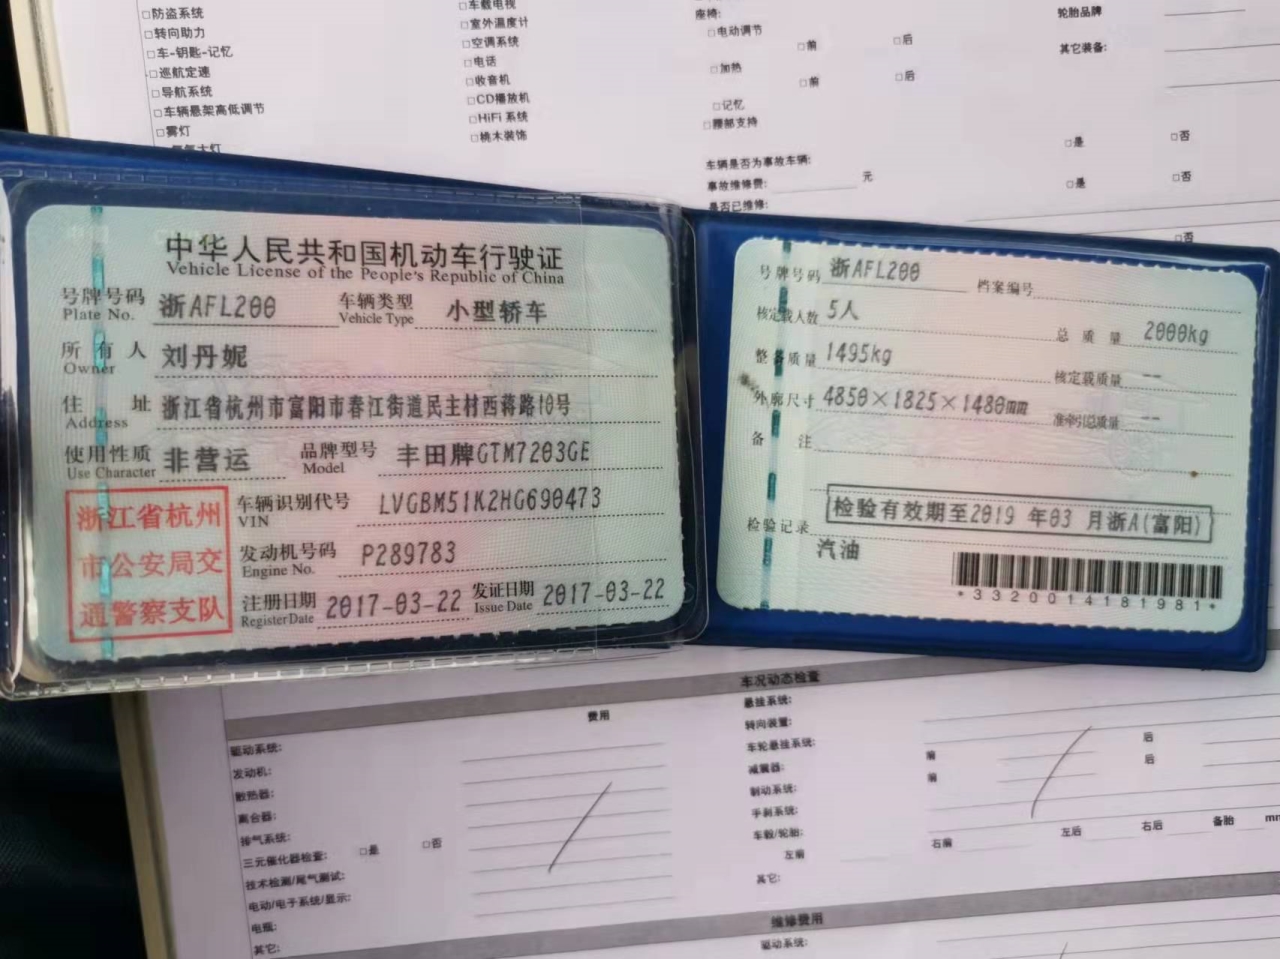 □防盗系统
□转向助力
□车-钥匙-记忆
□巡航定速
□导航系统
□车辆悬架高低调节
□雾灯
□车载电视
□室外温度计
□空调系统
□电话
□收音机
□CD播放机
□HiFi 系统
□桃木装饰
座椅:
□电动调节 □前 □后
□加热 □前 □后
□记忆
□腰部支持 □是 □否
车辆是否为事故车辆: □是 □否
事故维修费: 元
是否已维修: □否
轮胎品牌
其它装备:
中华人民共和国机动车行驶证
Vehicle License of the People's Republic of China
号牌号码 浙AFL200 车辆类型 小型轿车
Plate No. Vehicle Type
所有人 刘丹妮
Owner
住址 浙江省杭州市富阳市春江街道民主村西蒋路10号
Address
使用性质 非营运 品牌型号 丰田牌GTM7203GE
Use Character Model
浙江省杭州
市公安局交
通警察支队
车辆识别代号 LVGBM51K2HG690473
VIN
发动机号码 P289783
Engine No.
注册日期 2017-03-22 发证日期 2017-03-22
Register Date Issue Date
号牌号码 浙AFL200 档案编号
核定载人数 5人 总质量 2000kg
整备质量 1495kg 核定载质量 --
外廓尺寸 4850×1825×1480mm 准牵引总质量 --
备注
检验有效期至2019 年03 月浙A(富阳)
检验记录
汽油
*3320014181981*
车况动态检查
费用
驱动系统:
发动机:
散热器:
离合器:
排气系统:
三元催化器检查: □是 □否
技术检测/尾气测试:
电动/电子系统/显示:
电瓶:
其它:
悬挂系统:
转向装置:
车轮悬挂系统: 前 后
减震器: 前 后
制动系统:
手刹系统:
车毂/轮胎: 左后 右后 备胎 mm
左前 右前
其它:
维修费用
驱动系统: